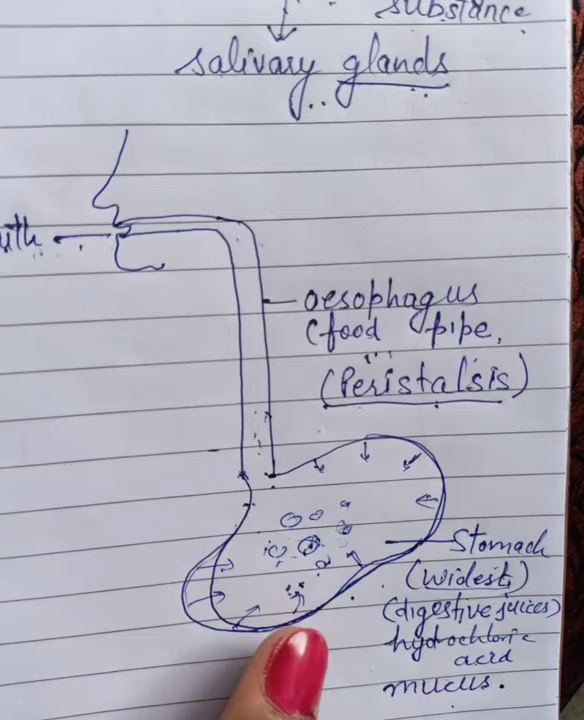 substance
salivary glands
uth
oesophagus
(food pipe,
(Peristalsis)
Stomach
(widest)
(digestive juices)
hydrochloric
acid
mucus.